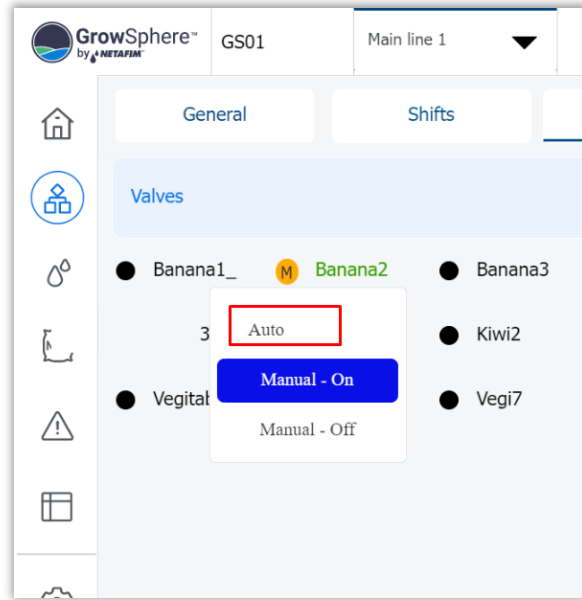 GrowSphere™
by NETAFIM™
GS01
Main line 1
General
Shifts
Valves
Banana1_
M
Banana2
Banana3
3
Auto
Kiwi2
Manual - On
Vegitab
Vegi7
Manual - Off